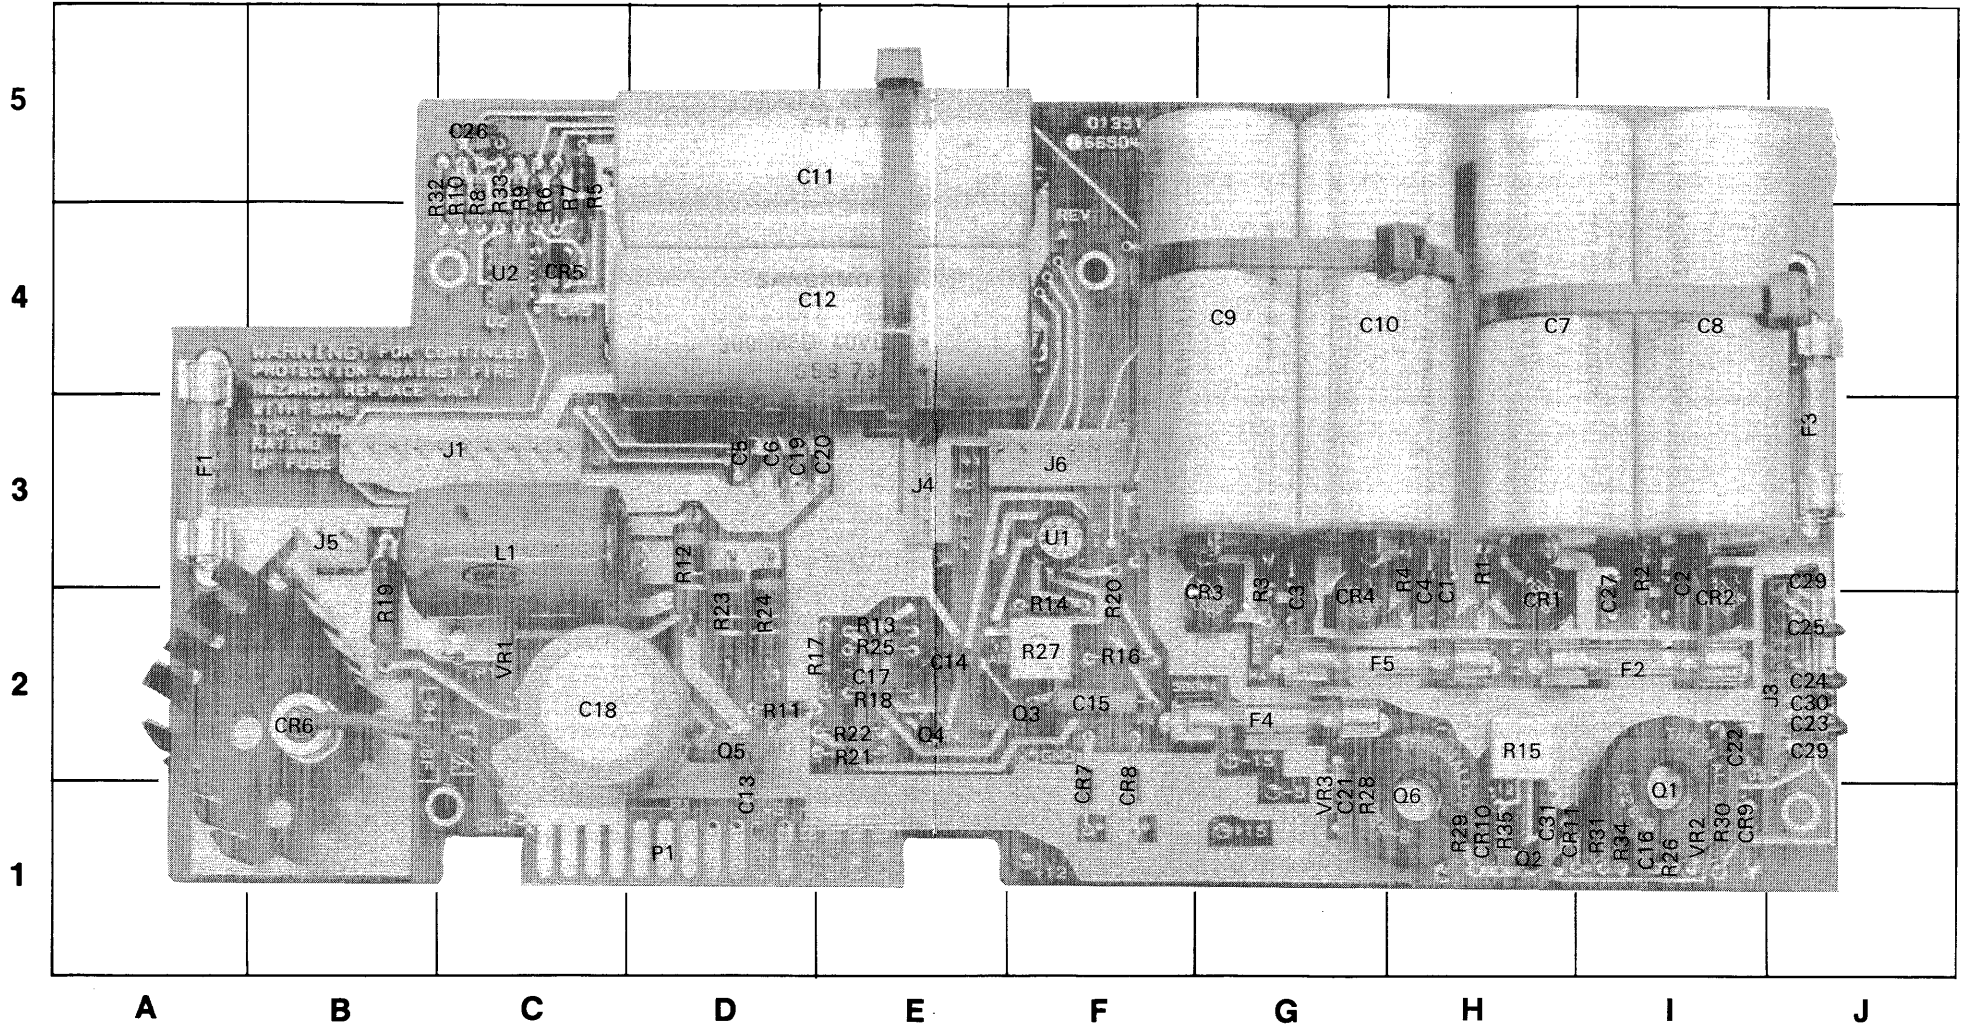 5
C26
R32 R10 R8 R33 R9 R6 R7 R5
C11
01351
66504
REV
A
4
U2 CR5
C12
C9 C10 C7 C8
WARNING: FOR CONTINUED
PROTECTION AGAINST FIRE
HAZARD, REPLACE ONLY
WITH SAME
TYPE AND
RATING
OF FUSE
3
F1
J1
C5 C6 C19 C20
J4
J6
F3
J5
L1
R12
U1
R19
R23 R24
R14
R20
CR3 R3 C3 CR4 R4 C4 C1 R1 CR1 C27 R2 C2 CR2
C29
C25
2
VR1
R17
R13
R25
C17
R18
C14
R27
R16
F5
F2
J3
C24
C30
C23
C29
CR6
C18
R11
Q5
R22
R21
Q4
Q3
C15
F4
R15
C22
-15
1
C13
CR7 CR8
VR3 C21 R28
Q6
R29 CR10 R35 Q2 C31 CR11 R31 R34 C16 R26 VR2 R30 CR9
Q1
P1
A B C D E F G H I J